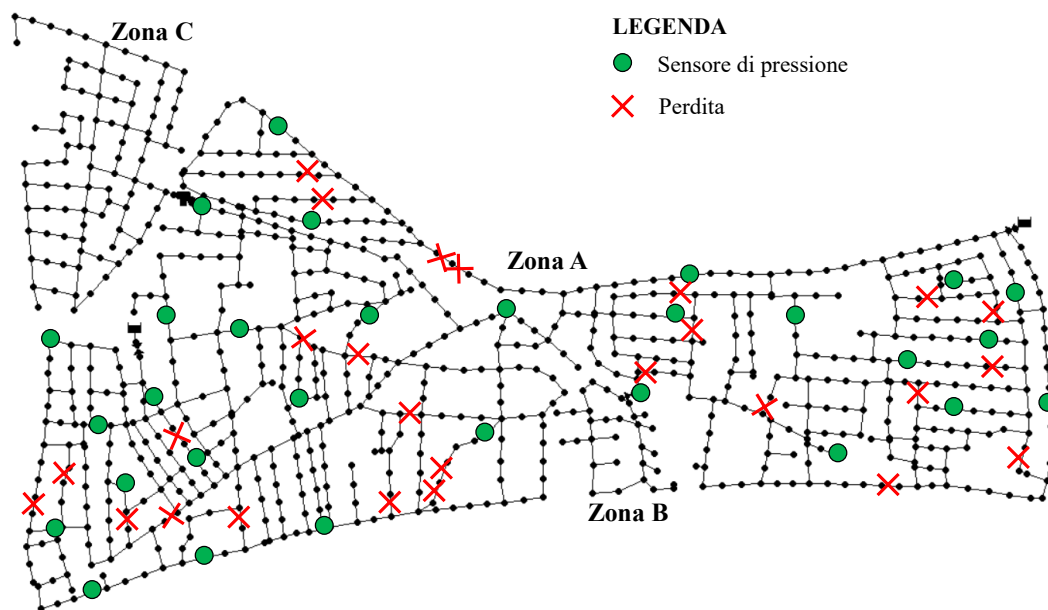 Zona C
LEGENDA
Sensore di pressione
Perdita
Zona A
Zona B